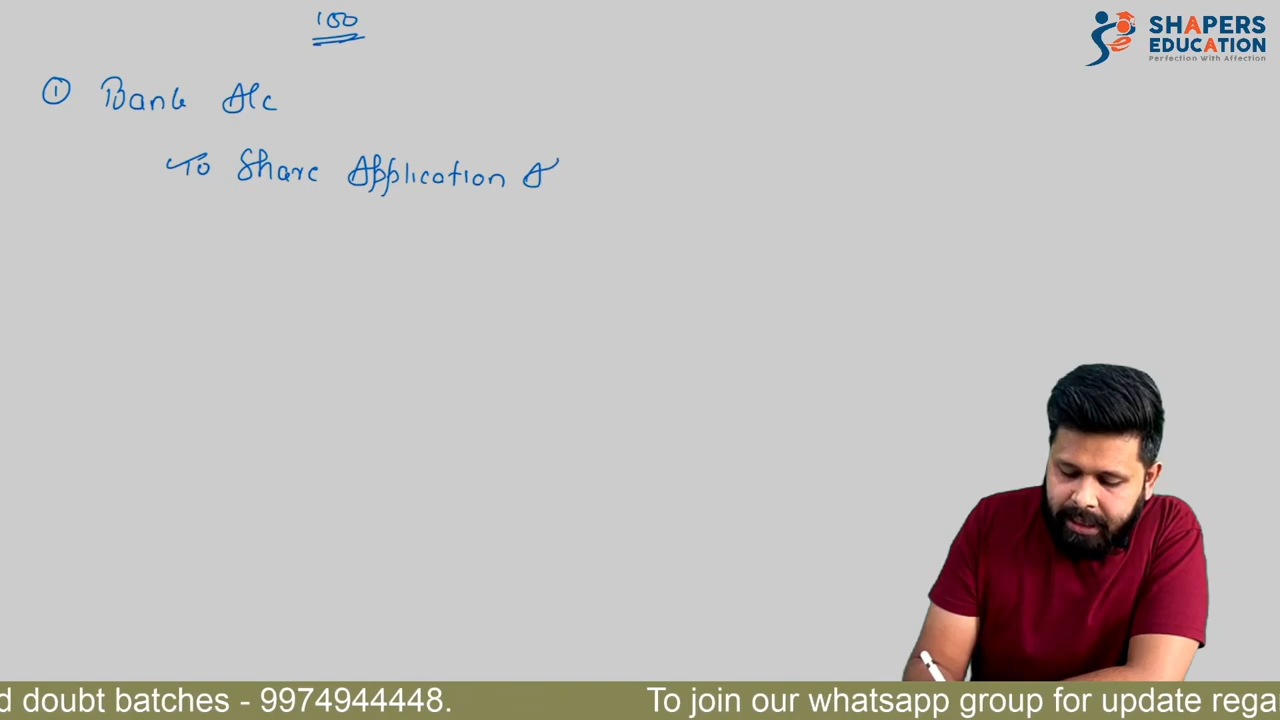 100
SHAPERS
EDUCATION
Perfection With Affection
① Bank A/c
To Share Application A
d doubt batches - 9974944448. To join our whatsapp group for update rega